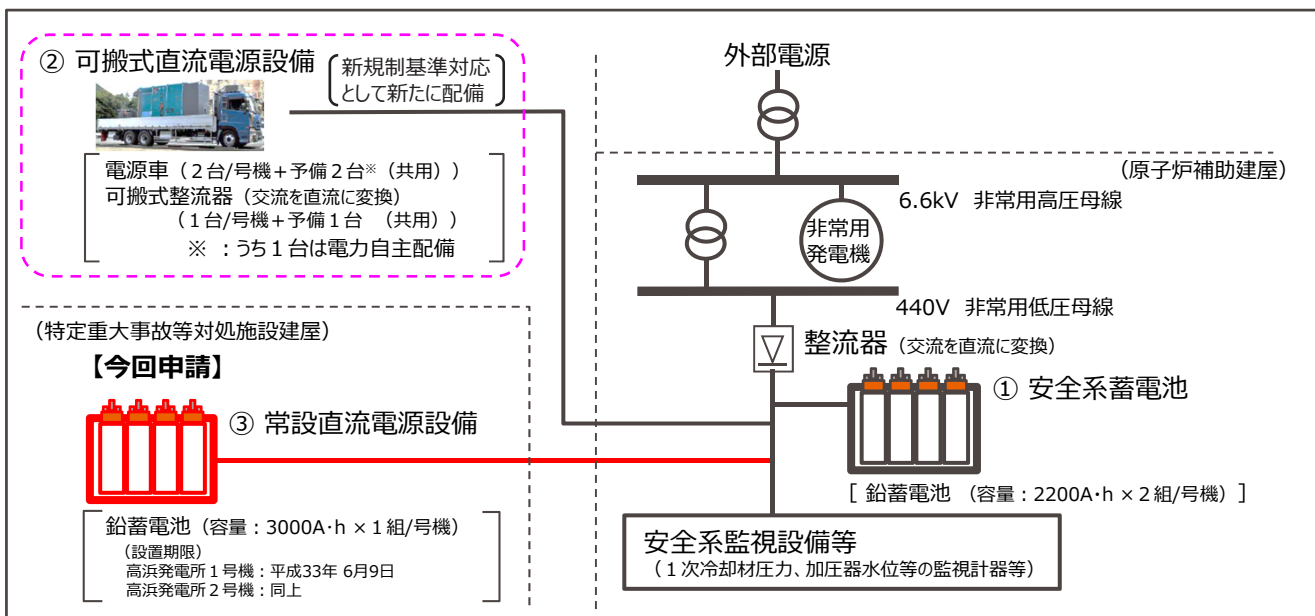 ② 可搬式直流電源設備
新規制基準対応
として新たに配備
電源車（２台/号機＋予備２台※（共用））
可搬式整流器（交流を直流に変換）
（１台/号機＋予備１台　（共用））
※　：うち１台は電力自主配備
外部電源
（原子炉補助建屋）
6.6kV 非常用高圧母線
非常用
発電機
440V 非常用低圧母線
整流器（交流を直流に変換）
① 安全系蓄電池
［ 鉛蓄電池 （容量：2200A･h × ２組/号機）］
安全系監視設備等
（１次冷却材圧力、加圧器水位等の監視計器等）
（特定重大事故等対処施設建屋）
【今回申請】
③ 常設直流電源設備
鉛蓄電池（容量：3000A･h × １組/号機）
（設置期限）
高浜発電所１号機：平成33年 6月9日
高浜発電所２号機：同上